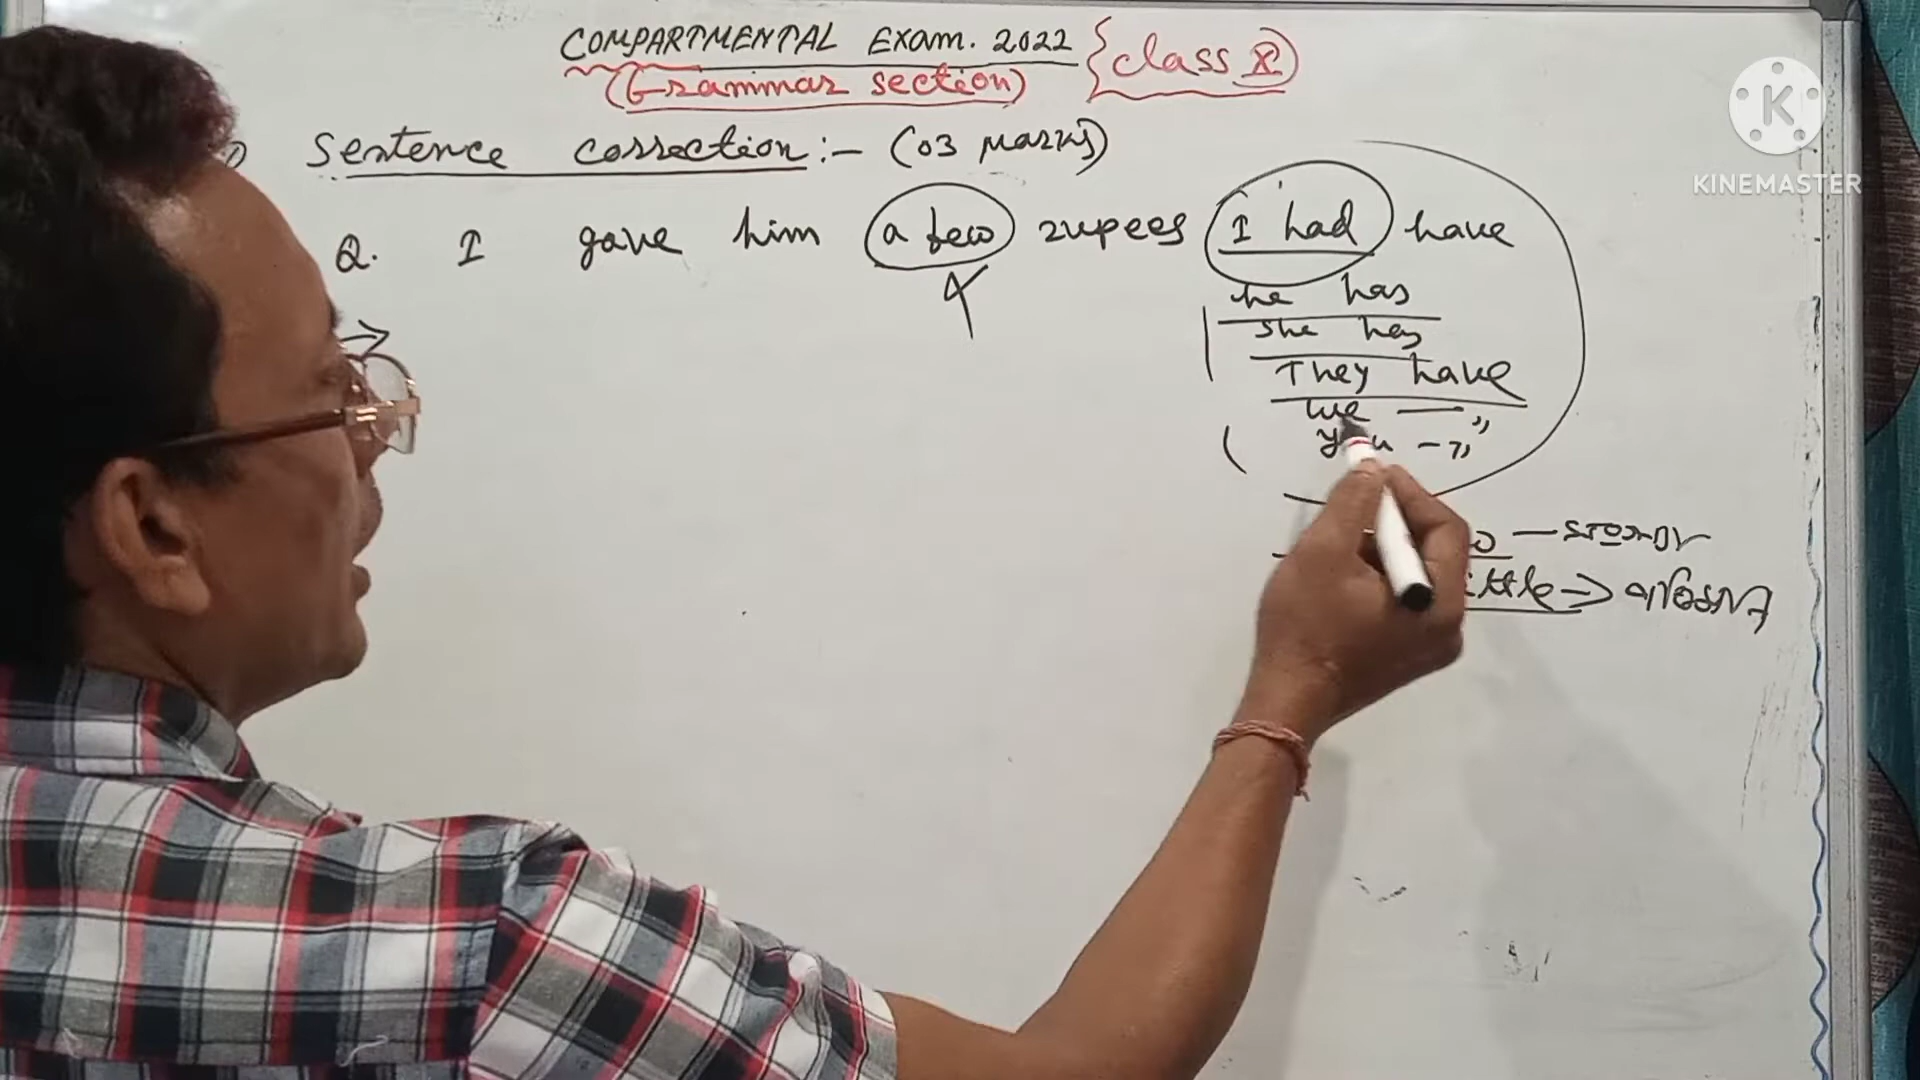 COMPARTMENTAL EXAM. 2022 {class X}
(Grammar section)
Sentence correction:- (03 marks)
Q. I gave him a few rupees I had have
he has
she has
They have
we — "
You — "
K
KINEMASTER